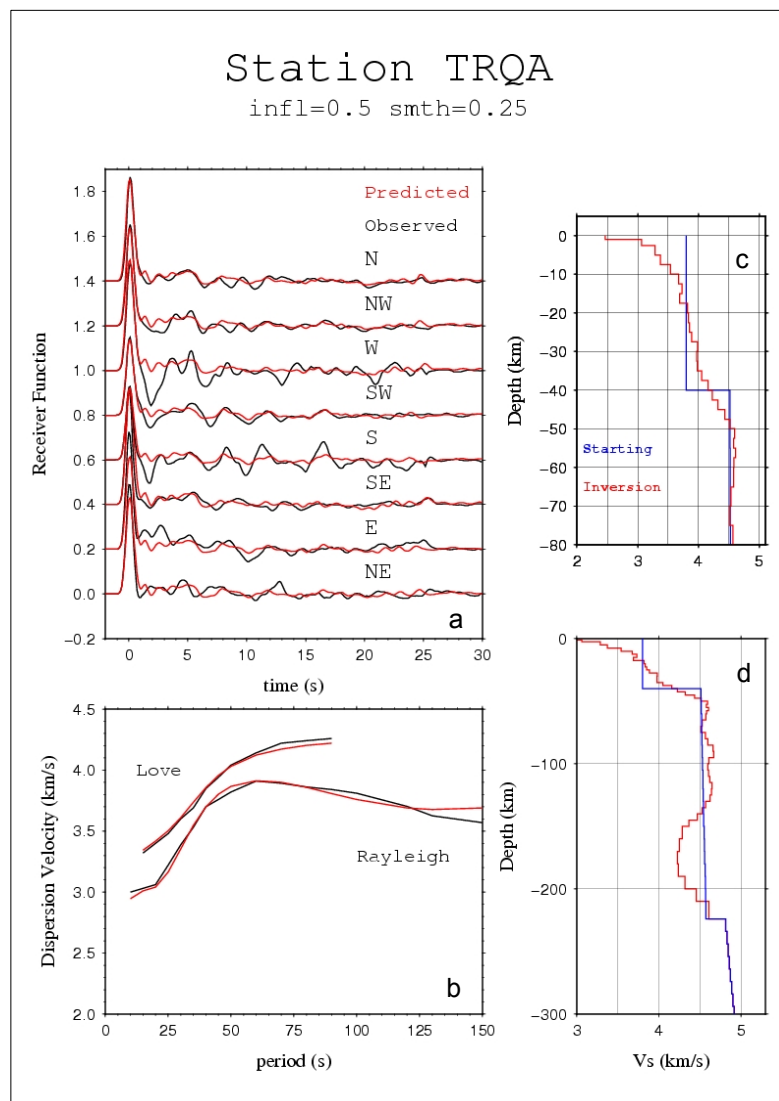 Station TRQA
infl=0.5 smth=0.25
Receiver Function
1.8
1.6
1.4
1.2
1.0
0.8
0.6
0.4
0.2
0.0
−0.2
Predicted
Observed
N
NW
W
SW
S
SE
E
NE
a
0 5 10 15 20 25 30
time (s)
Dispersion Velocity (km/s)
4.5
4.0
3.5
3.0
2.5
2.0
Love
Rayleigh
b
0 25 50 75 100 125 150
period (s)
Depth (km)
0
−10
−20
−30
−40
−50
−60
−70
−80
c
Starting
Inversion
2 3 4 5
Depth (km)
0
−100
−200
−300
d
3 4 5
Vs (km/s)